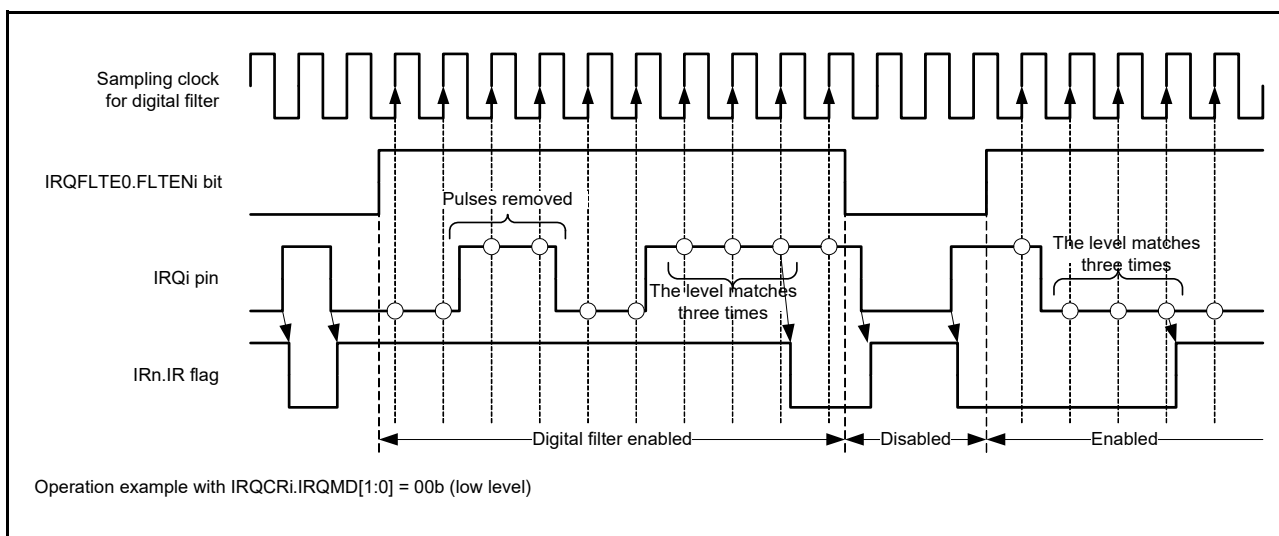 Sampling clock
for digital filter
IRQFLTE0.FLTENi bit
Pulses removed
IRQi pin
The level matches
three times
The level matches
three times
IRn.IR flag
Digital filter enabled
Disabled
Enabled
Operation example with IRQCRi.IRQMD[1:0] = 00b (low level)